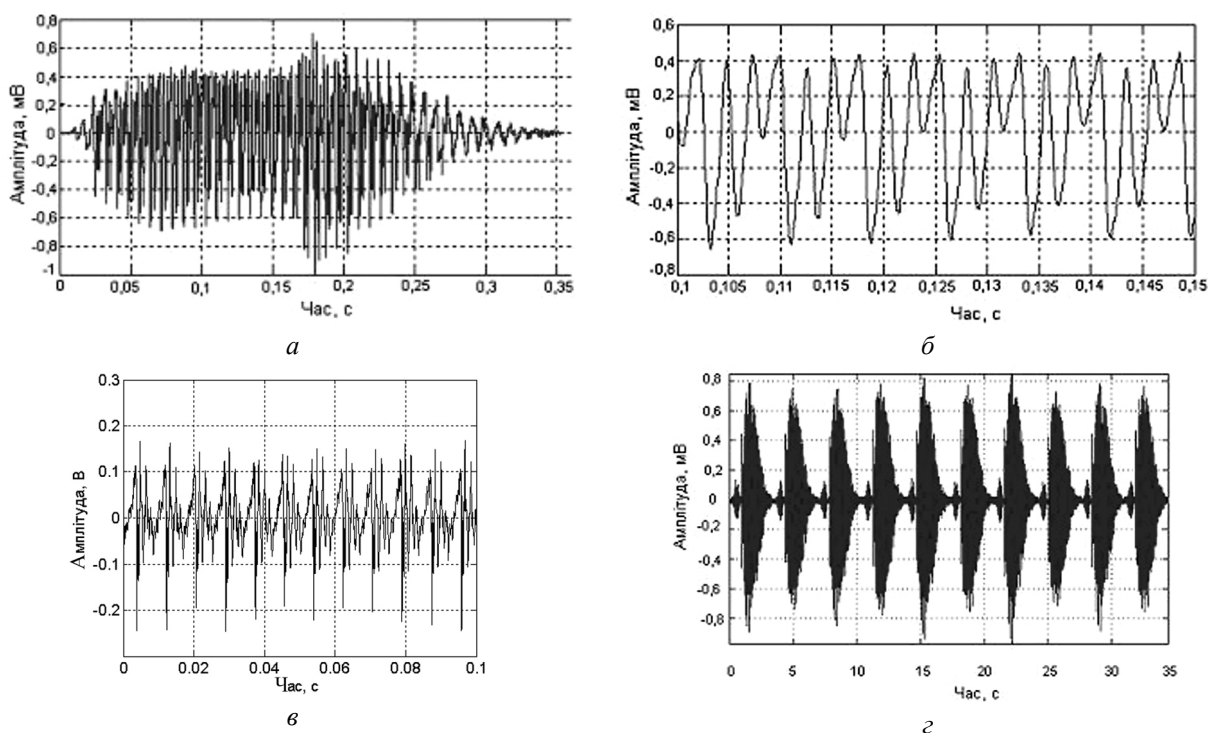 Амплітуда, мВ
0,8
0,6
0,4
0,2
0
-0,2
-0,4
-0,6
-0,8
-1
0 0,05 0,1 0,15 0,2 0,25 0,3 0,35
Час, с
а
Амплітуда, мВ
0,6
0,4
0,2
0
-0,2
-0,4
-0,6
-0,8
0,1 0,105 0,11 0,115 0,12 0,125 0,13 0,135 0,14 0,145 0,15
Час, с
б
Амплітуда, В
0.3
0.2
0.1
0
-0.1
-0.2
0 0.02 0.04 0.06 0.08 0.1
Час, с
в
Амплітуда, мВ
0,8
0,6
0,4
0,2
0
-0,2
-0,4
-0,6
-0,8
0 5 10 15 20 25 30 35
Час, с
г